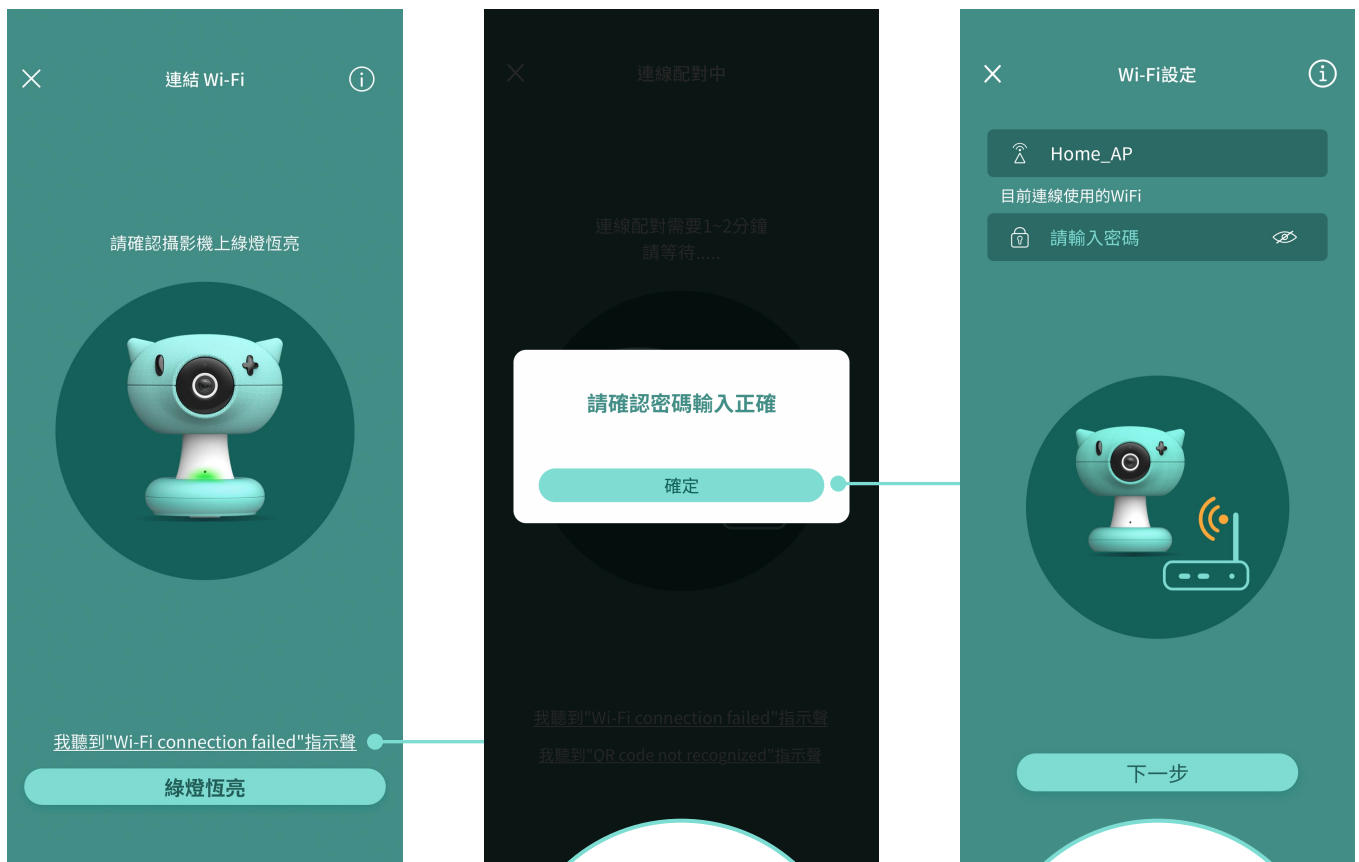 連結 Wi-Fi
請確認攝影機上綠燈恆亮
我聽到"Wi-Fi connection failed"指示聲
綠燈恆亮
連線配對中
連線配對需要1~2分鐘
請等待.....
請確認密碼輸入正確
確定
我聽到"Wi-Fi connection failed"指示聲
我聽到"QR code not recognized"指示聲
Wi-Fi設定
Home_AP
目前連線使用的WiFi
請輸入密碼
下一步